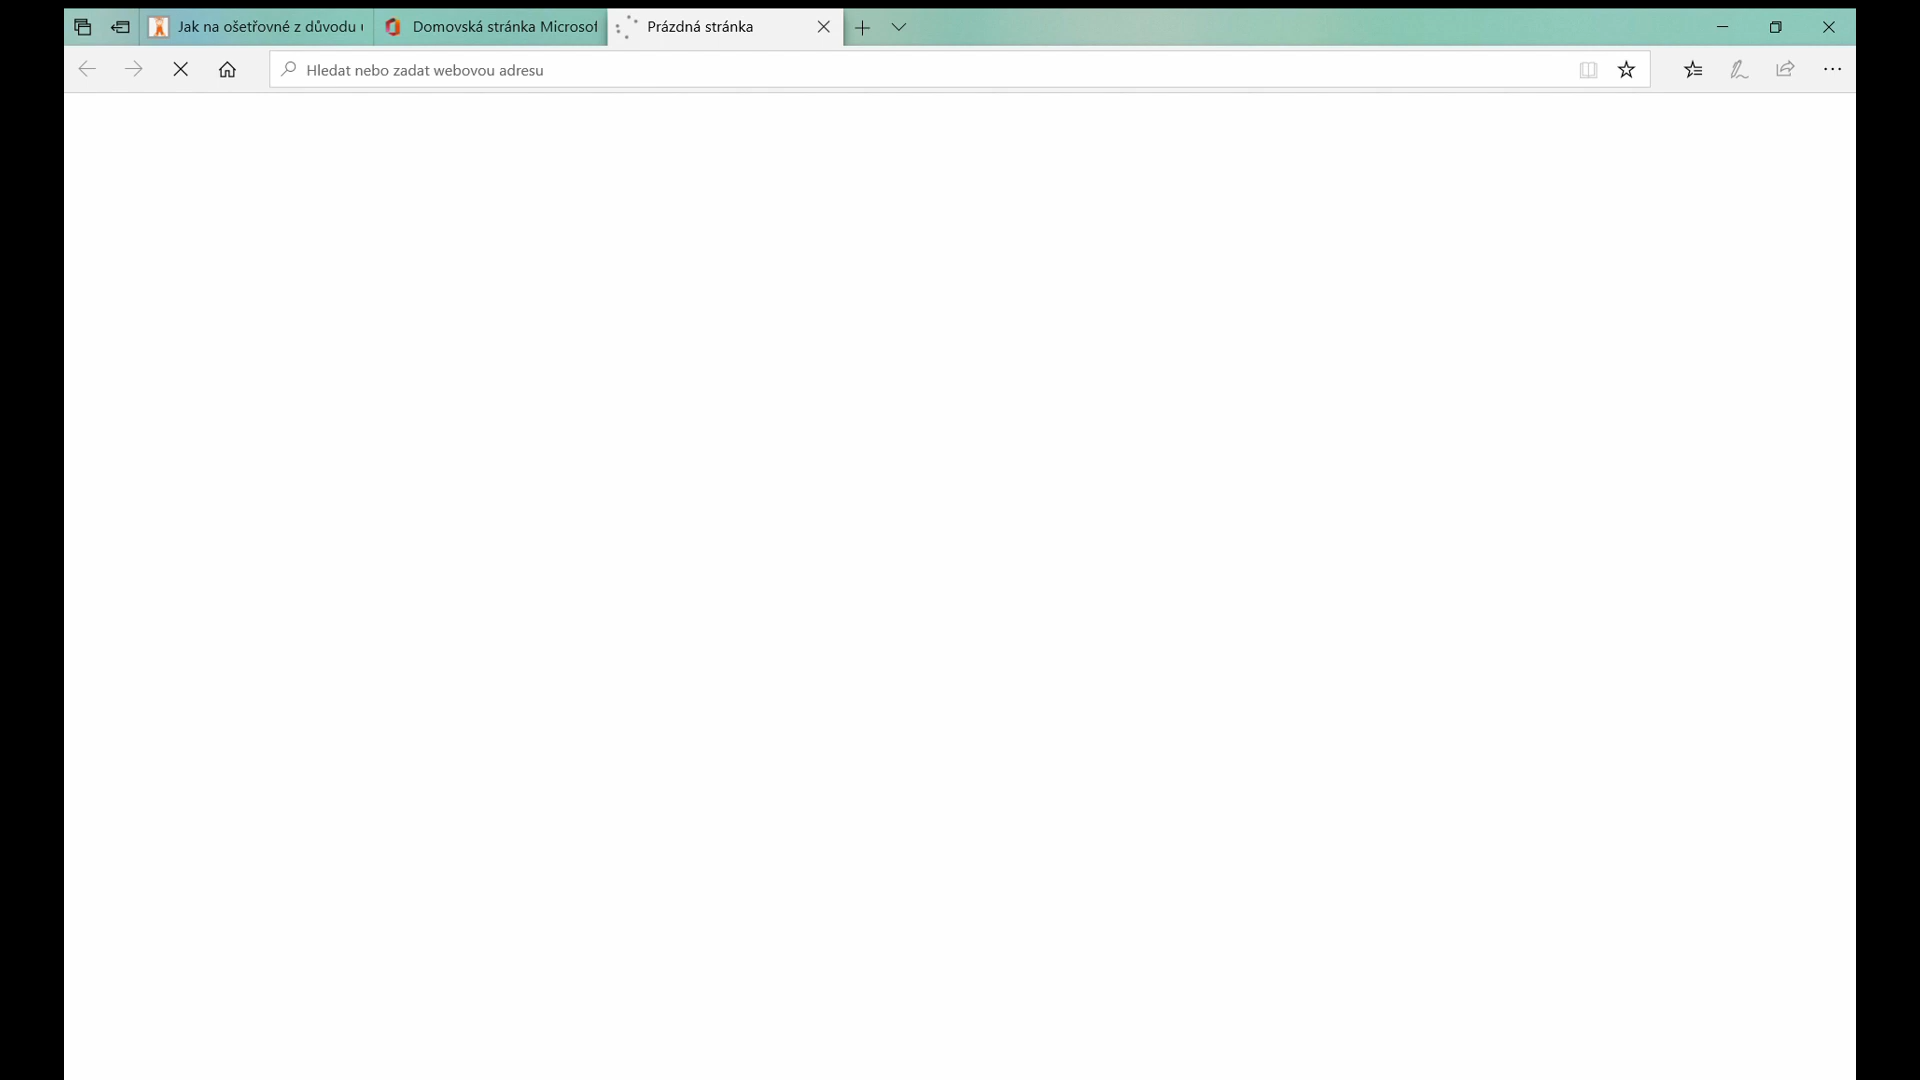 Jak na ošetřovné z důvodu
Domovská stránka Microsof
Prázdná stránka
Hledat nebo zadat webovou adresu